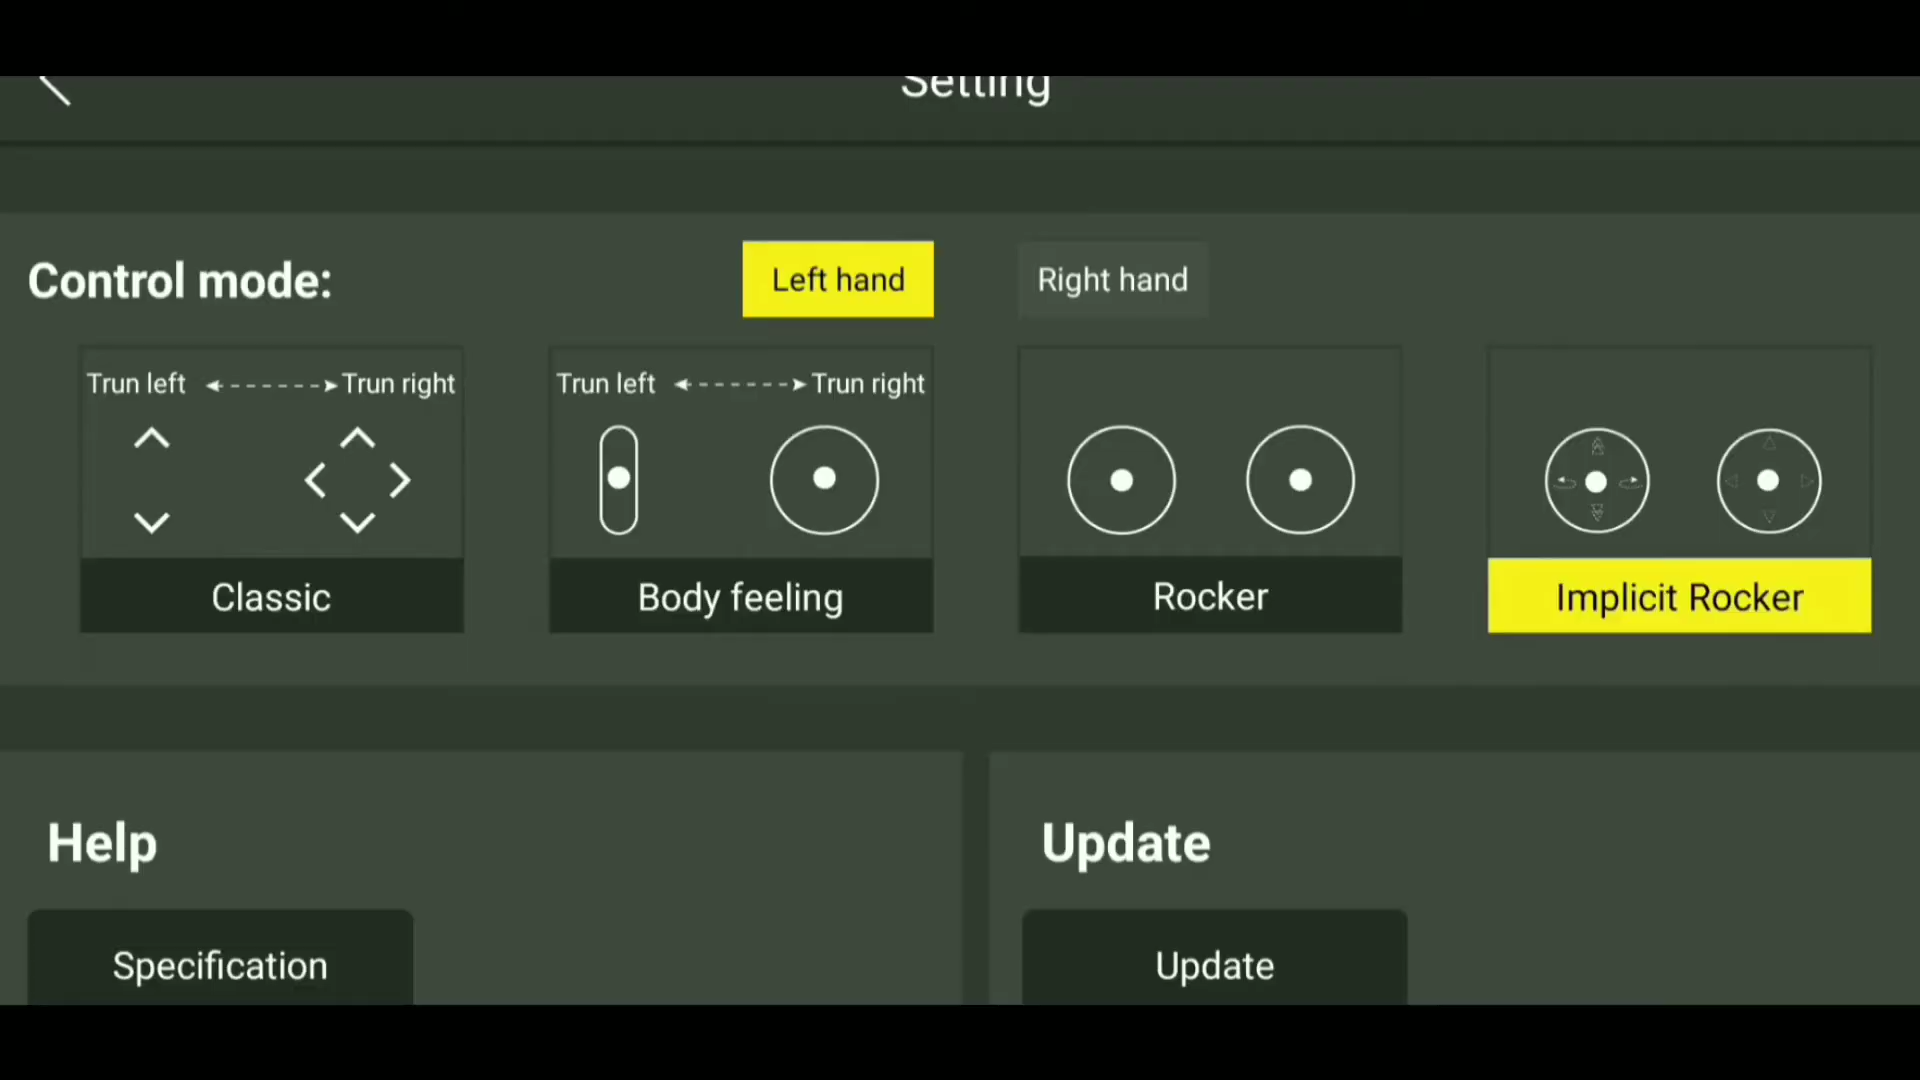 Setting
Control mode:
Left hand
Right hand
Trun left
Trun right
Trun left
Trun right
Classic
Body feeling
Rocker
Implicit Rocker
Help
Update
Specification
Update